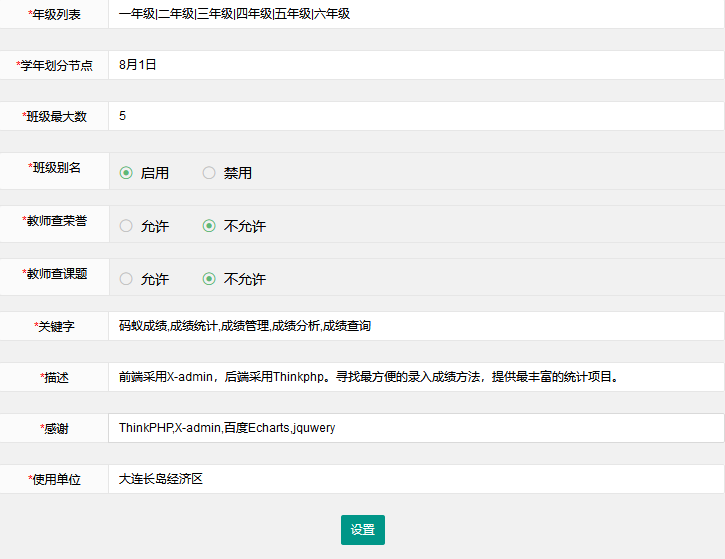 *年级列表 一年级|二年级|三年级|四年级|五年级|六年级
*学年划分节点 8月1日
*班级最大数 5
*班级别名 启用 禁用
*教师查荣誉 允许 不允许
*教师查课题 允许 不允许
*关键字 码蚁成绩,成绩统计,成绩管理,成绩分析,成绩查询
*描述 前端采用X-admin，后端采用Thinkphp。寻找最方便的录入成绩方法，提供最丰富的统计项目。
*感谢 ThinkPHP,X-admin,百度Echarts,jquwery
*使用单位 大连长岛经济区
设置